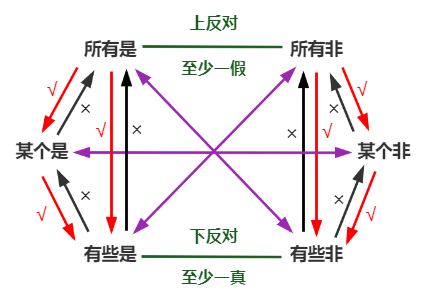 上反对
所有是
所有非
至少一假
√
×
√
×
×
√
×
√
某个是
某个非
√
×
×
√
下反对
有些是
有些非
至少一真